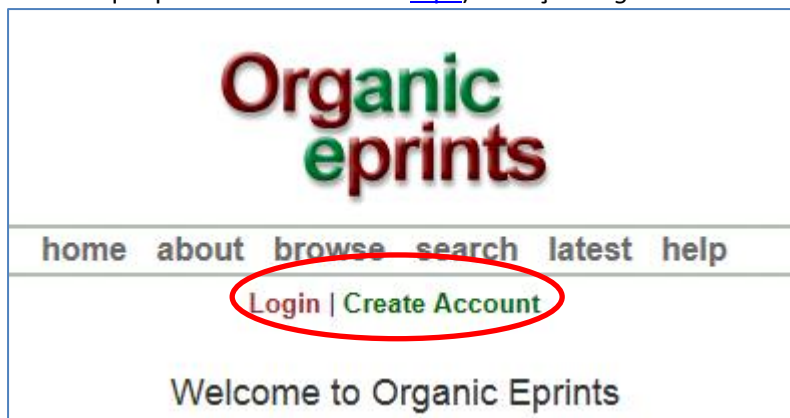 Organic
eprints
home about browse search latest help
Login | Create Account
Welcome to Organic Eprints